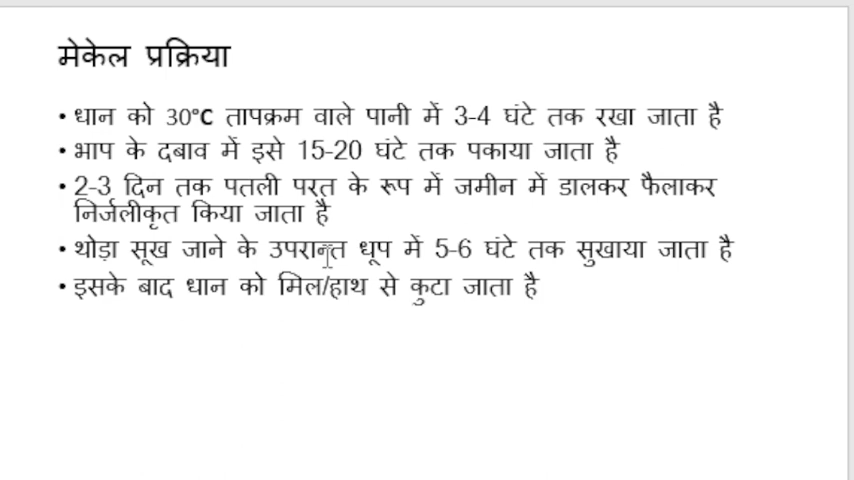 मेकेल प्रक्रिया
• धान को 30°C तापक्रम वाले पानी में 3-4 घंटे तक रखा जाता है
• भाप के दबाव में इसे 15-20 घंटे तक पकाया जाता है
• 2-3 दिन तक पतली परत के रूप में जमीन में डालकर फैलाकर
निर्जलीकृत किया जाता है
• थोड़ा सूख जाने के उपरान्त धूप में 5-6 घंटे तक सुखाया जाता है
• इसके बाद धान को मिल/हाथ से कुटा जाता है